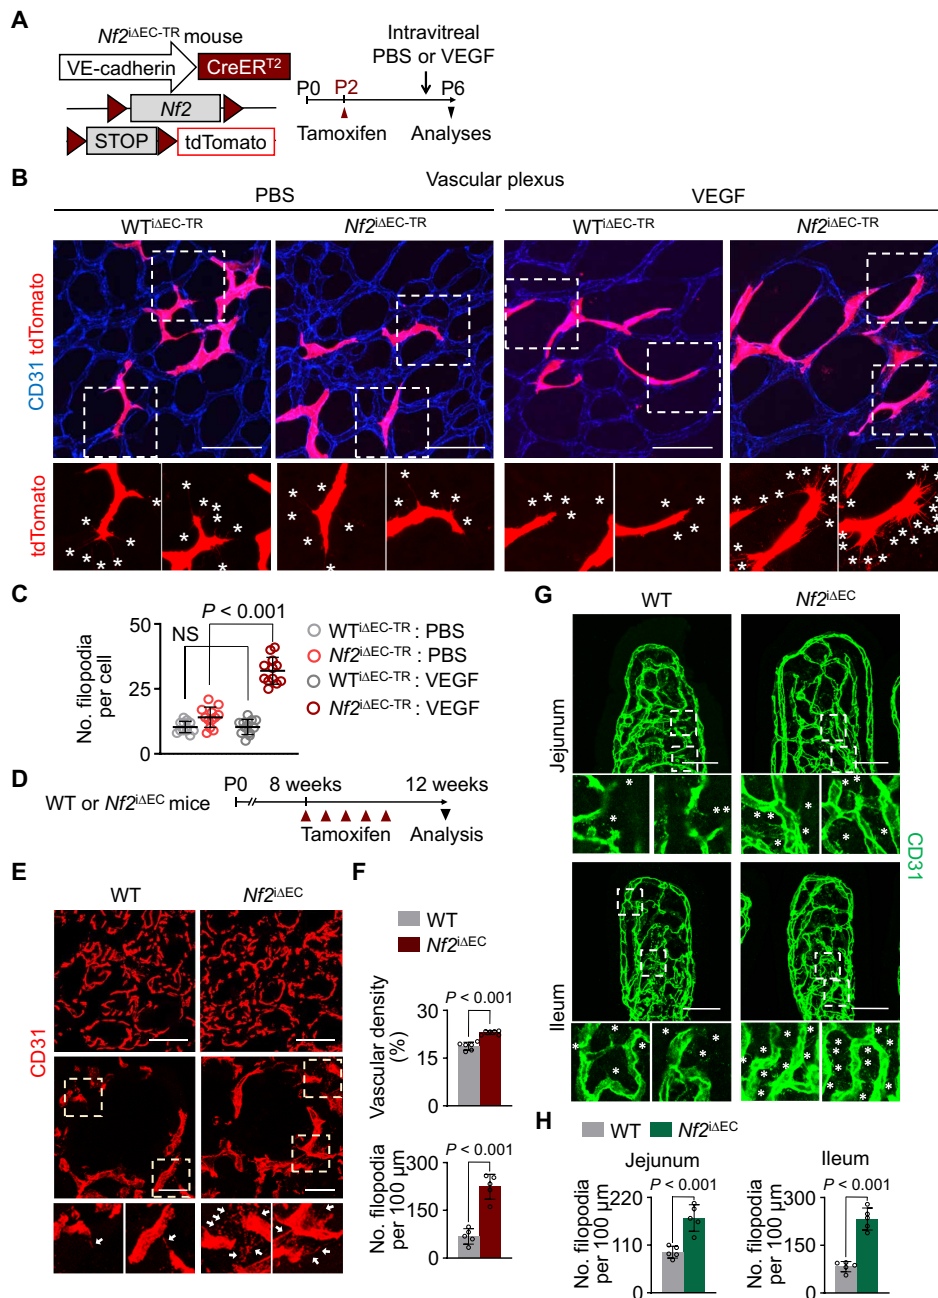 A
Nf2iΔEC-TR mouse
VE-cadherin
CreERT2
Nf2
STOP
tdTomato
Intravitreal
PBS or VEGF
P0
P2
P6
Tamoxifen
Analyses
B
Vascular plexus
PBS
VEGF
WTiΔEC-TR
Nf2iΔEC-TR
WTiΔEC-TR
Nf2iΔEC-TR
CD31 tdTomato
tdTomato
C
P < 0.001
NS
50
25
0
No. filopodia
per cell
WTiΔEC-TR : PBS
Nf2iΔEC-TR : PBS
WTiΔEC-TR : VEGF
Nf2iΔEC-TR : VEGF
D
WT or Nf2iΔEC mice
P0
8 weeks
12 weeks
Tamoxifen
Analysis
E
WT
Nf2iΔEC
CD31
F
WT
Nf2iΔEC
P < 0.001
30
15
0
Vascular density
(%)
P < 0.001
300
150
0
No. filopodia
per 100 µm
G
WT
Nf2iΔEC
Jejunum
Ileum
CD31
H
WT
Nf2iΔEC
Jejunum
P < 0.001
220
110
0
No. filopodia
per 100 µm
Ileum
P < 0.001
300
150
0
No. filopodia
per 100 µm